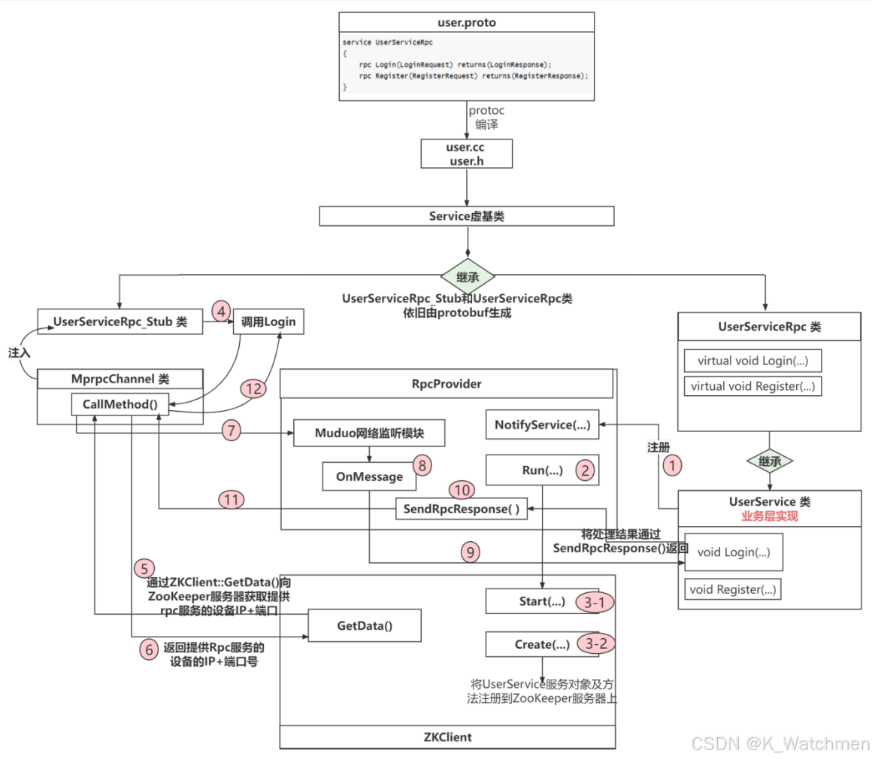 user.proto
service UserServiceRpc
{
rpc Login(LoginRequest) returns(LoginResponse);
rpc Register(RegisterRequest) returns(RegisterResponse);
}
protoc
编译
user.cc
user.h
Service虚基类
继承
UserServiceRpc_Stub和UserServiceRpc类
依旧由protobuf生成
UserServiceRpc_Stub 类
4
调用Login
注入
MprpcChannel 类
CallMethod()
12
7
RpcProvider
Muduo网络监听模块
OnMessage
8
NotifyService(...)
Run(...)
2
10
SendRpcResponse( )
11
9
UserServiceRpc 类
virtual void Login(...)
virtual void Register(...)
继承
注册
1
UserService 类
业务层实现
将处理结果通过
SendRpcResponse()返回
void Login(...)
void Register(...)
5
通过ZKClient::GetData()向
ZooKeeper服务器获取提供
rpc服务的设备IP+端口
6
返回提供Rpc服务的
设备的IP+端口号
GetData()
Start(...)
3-1
Create(...)
3-2
将UserService服务对象及方
法注册到ZooKeeper服务器上
ZKClient
CSDN @K_Watchmen